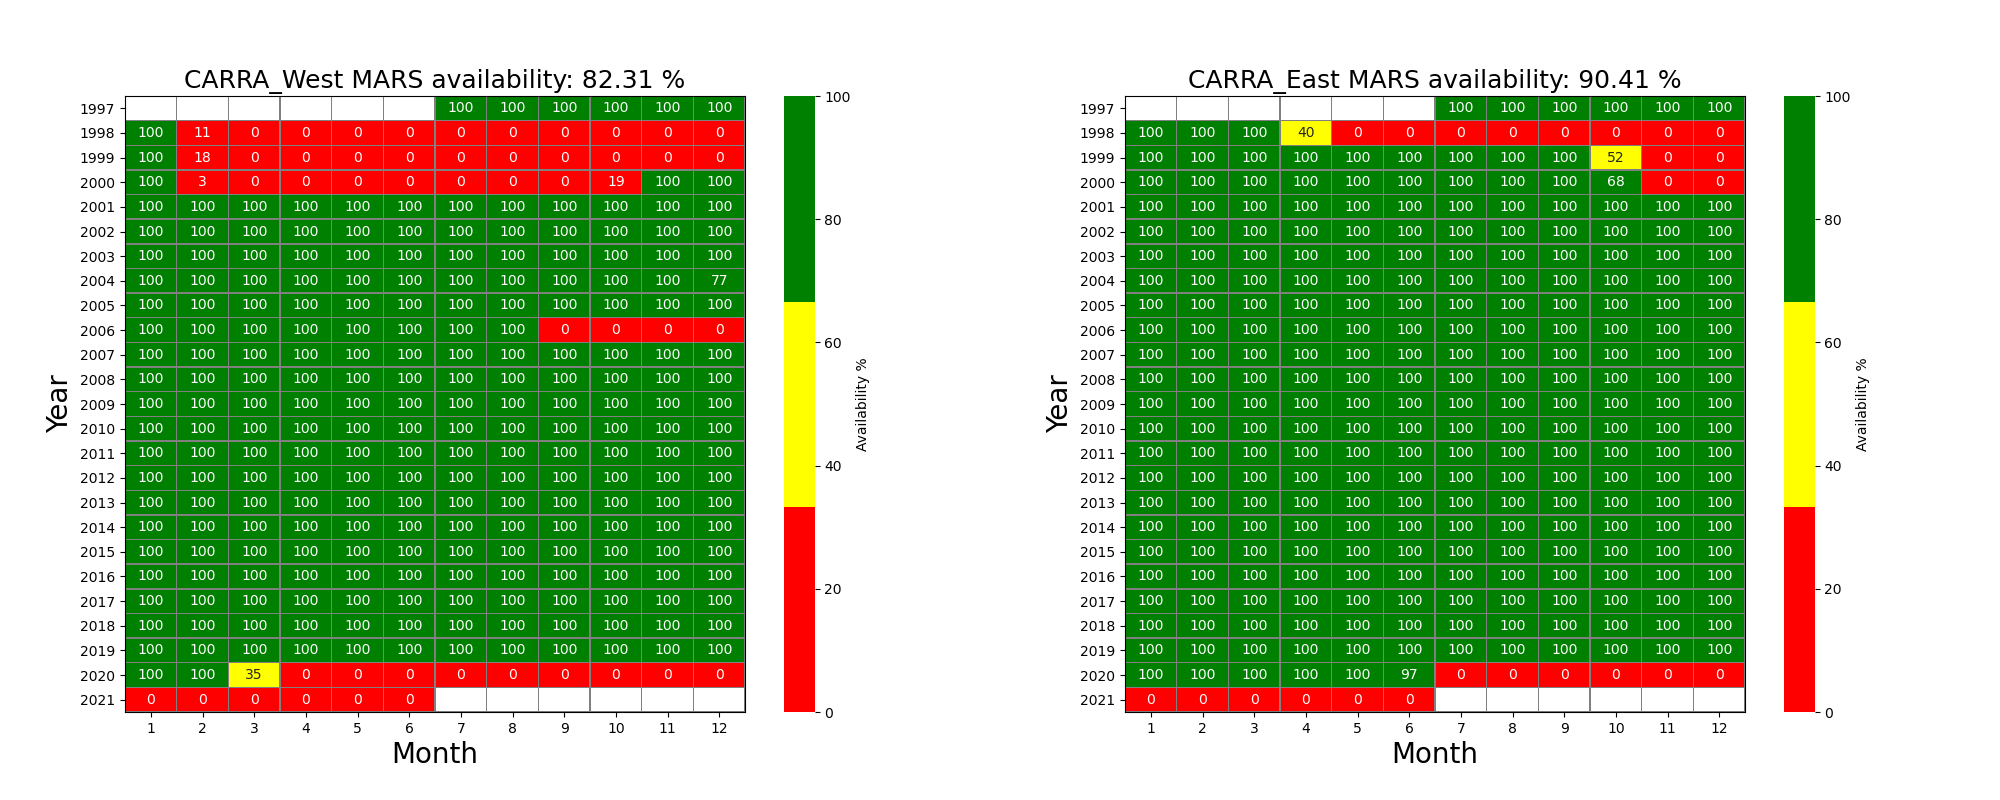 CARRA_West MARS availability: 82.31 %
1997 100 100 100 100 100 100
1998 100 11 0 0 0 0 0 0 0 0 0 0
1999 100 18 0 0 0 0 0 0 0 0 0 0
2000 100 3 0 0 0 0 0 0 0 19 100 100
2001 100 100 100 100 100 100 100 100 100 100 100 100
2002 100 100 100 100 100 100 100 100 100 100 100 100
2003 100 100 100 100 100 100 100 100 100 100 100 100
2004 100 100 100 100 100 100 100 100 100 100 100 77
2005 100 100 100 100 100 100 100 100 100 100 100 100
2006 100 100 100 100 100 100 100 100 0 0 0 0
2007 100 100 100 100 100 100 100 100 100 100 100 100
2008 100 100 100 100 100 100 100 100 100 100 100 100
2009 100 100 100 100 100 100 100 100 100 100 100 100
2010 100 100 100 100 100 100 100 100 100 100 100 100
2011 100 100 100 100 100 100 100 100 100 100 100 100
2012 100 100 100 100 100 100 100 100 100 100 100 100
2013 100 100 100 100 100 100 100 100 100 100 100 100
2014 100 100 100 100 100 100 100 100 100 100 100 100
2015 100 100 100 100 100 100 100 100 100 100 100 100
2016 100 100 100 100 100 100 100 100 100 100 100 100
2017 100 100 100 100 100 100 100 100 100 100 100 100
2018 100 100 100 100 100 100 100 100 100 100 100 100
2019 100 100 100 100 100 100 100 100 100 100 100 100
2020 100 100 35 0 0 0 0 0 0 0 0 0
2021 0 0 0 0 0 0
1 2 3 4 5 6 7 8 9 10 11 12
Month
Year
100
80
60
40
20
0
Availability %
CARRA_East MARS availability: 90.41 %
1997 100 100 100 100 100 100
1998 100 100 100 40 0 0 0 0 0 0 0 0
1999 100 100 100 100 100 100 100 100 100 52 0 0
2000 100 100 100 100 100 100 100 100 100 68 0 0
2001 100 100 100 100 100 100 100 100 100 100 100 100
2002 100 100 100 100 100 100 100 100 100 100 100 100
2003 100 100 100 100 100 100 100 100 100 100 100 100
2004 100 100 100 100 100 100 100 100 100 100 100 100
2005 100 100 100 100 100 100 100 100 100 100 100 100
2006 100 100 100 100 100 100 100 100 100 100 100 100
2007 100 100 100 100 100 100 100 100 100 100 100 100
2008 100 100 100 100 100 100 100 100 100 100 100 100
2009 100 100 100 100 100 100 100 100 100 100 100 100
2010 100 100 100 100 100 100 100 100 100 100 100 100
2011 100 100 100 100 100 100 100 100 100 100 100 100
2012 100 100 100 100 100 100 100 100 100 100 100 100
2013 100 100 100 100 100 100 100 100 100 100 100 100
2014 100 100 100 100 100 100 100 100 100 100 100 100
2015 100 100 100 100 100 100 100 100 100 100 100 100
2016 100 100 100 100 100 100 100 100 100 100 100 100
2017 100 100 100 100 100 100 100 100 100 100 100 100
2018 100 100 100 100 100 100 100 100 100 100 100 100
2019 100 100 100 100 100 100 100 100 100 100 100 100
2020 100 100 100 100 100 97 0 0 0 0 0 0
2021 0 0 0 0 0 0
1 2 3 4 5 6 7 8 9 10 11 12
Month
Year
100
80
60
40
20
0
Availability %